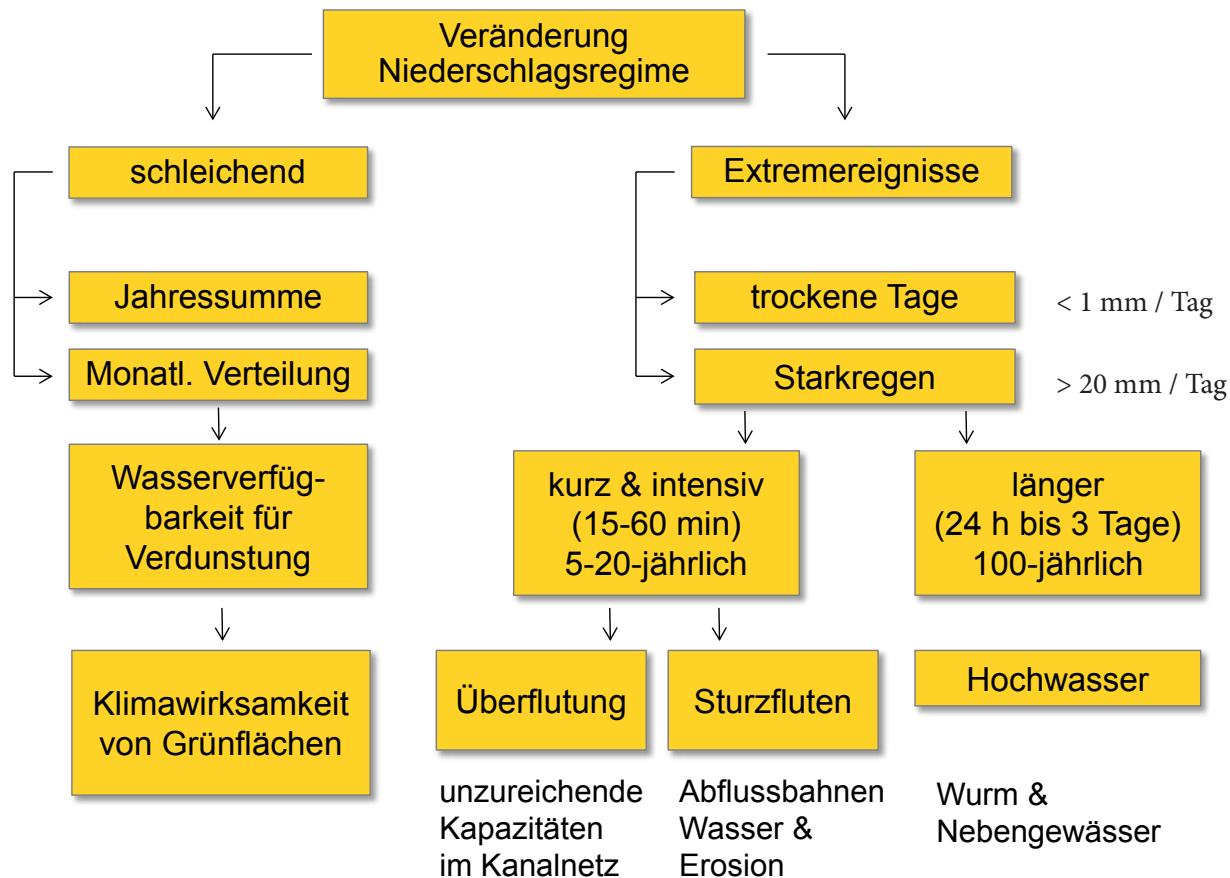 Veränderung
Niederschlagsregime
schleichend
Extremereignisse
Jahressumme
trockene Tage
< 1 mm / Tag
Monatl. Verteilung
Starkregen
> 20 mm / Tag
Wasserverfüg-
barkeit für
Verdunstung
kurz & intensiv
(15-60 min)
5-20-jährlich
länger
(24 h bis 3 Tage)
100-jährlich
Klimawirksamkeit
von Grünflächen
Überflutung
Sturzfluten
Hochwasser
unzureichende
Kapazitäten
im Kanalnetz
Abflussbahnen
Wasser &
Erosion
Wurm &
Nebengewässer